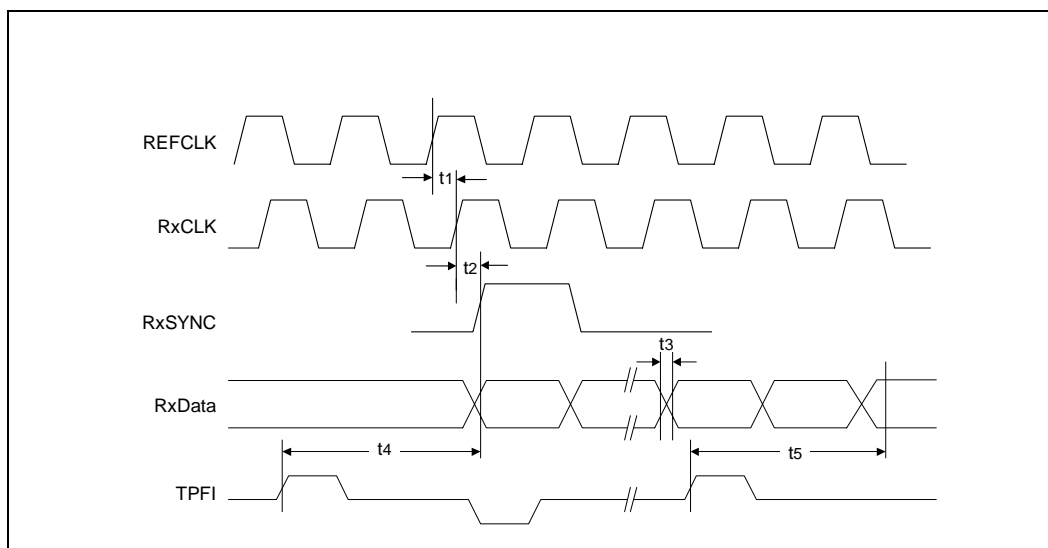 REFCLK
t1
RxCLK
t2
RxSYNC
t3
RxData
t4
t5
TPFI